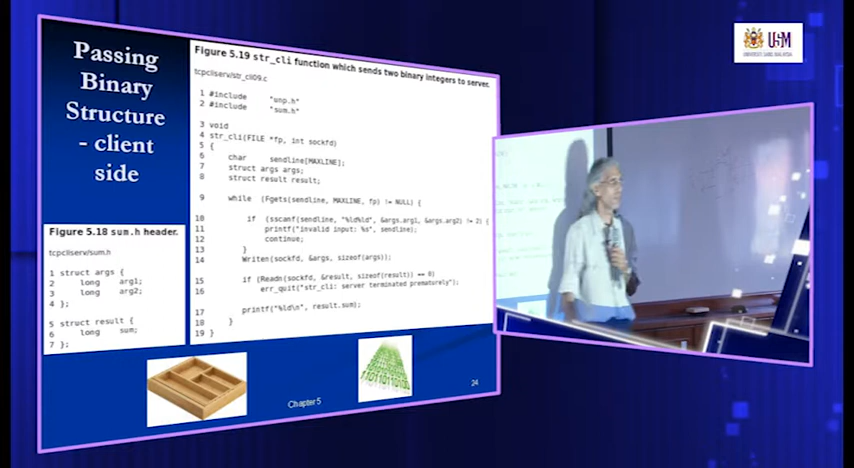 Passing
Binary
Structure
- client
side
Figure 5.18 sum.h header.
tcpcliserv/sum.h
1 struct args {
2 long arg1;
3 long arg2;
4 };
5 struct result {
6 long sum;
7 };
Figure 5.19 str_cli function which sends two binary integers to server.
tcpcliserv/str_cli09.c
1 #include "unp.h"
2 #include "sum.h"
3 void
4 str_cli(FILE *fp, int sockfd)
5 {
6 char sendline[MAXLINE];
7 struct args args;
8 struct result result;
9 while (Fgets(sendline, MAXLINE, fp) != NULL) {
10 if (sscanf(sendline, "%ld%ld", &args.arg1, &args.arg2) != 2) {
11 printf("invalid input: %s", sendline);
12 continue;
13 }
14 Writen(sockfd, &args, sizeof(args));
15 if (Readn(sockfd, &result, sizeof(result)) == 0)
16 err_quit("str_cli: server terminated prematurely");
17 printf("%ld\n", result.sum);
18 }
19 }
Chapter 5
24
USM